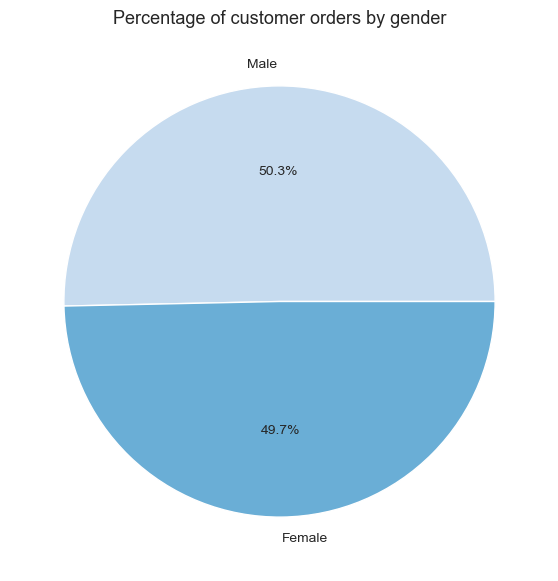 Percentage of customer orders by gender
Male
50.3%
49.7%
Female